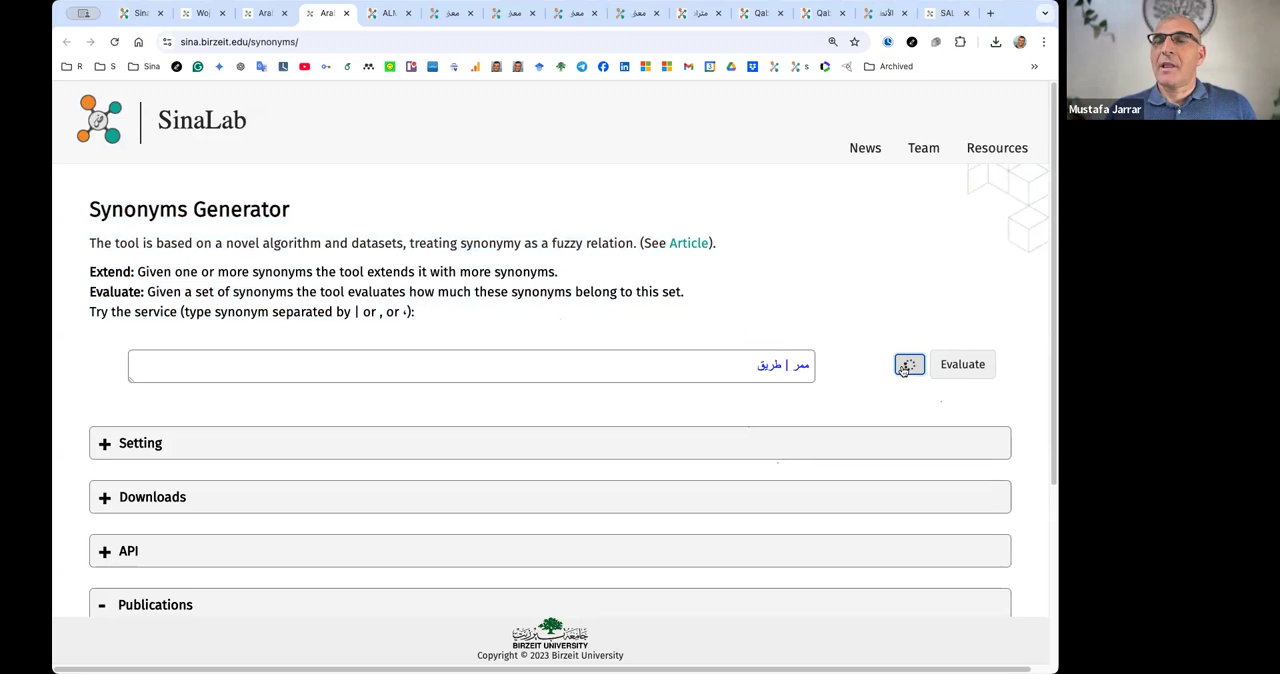 sina.birzeit.edu/synonyms/
R
S
Sina
Archived
Mustafa Jarrar
SinaLab
News
Team
Resources
Synonyms Generator
The tool is based on a novel algorithm and datasets, treating synonymy as a fuzzy relation. (See Article).
Extend: Given one or more synonyms the tool extends it with more synonyms.
Evaluate: Given a set of synonyms the tool evaluates how much these synonyms belong to this set.
Try the service (type synonym separated by | or , or ،):
ممر | طريق
Evaluate
Setting
Downloads
API
Publications
BIRZEIT UNIVERSITY
Copyright © 2023 Birzeit University